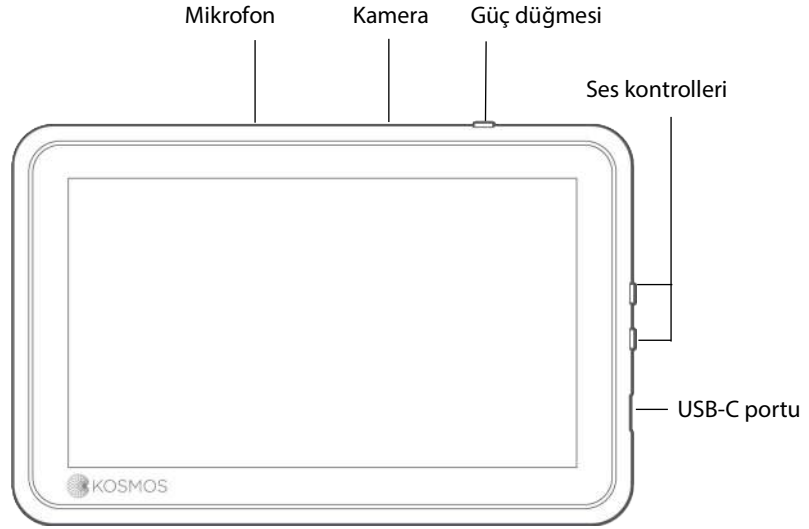 Mikrofon
Kamera
Güç düğmesi
Ses kontrolleri
USB-C portu
KOSMOS